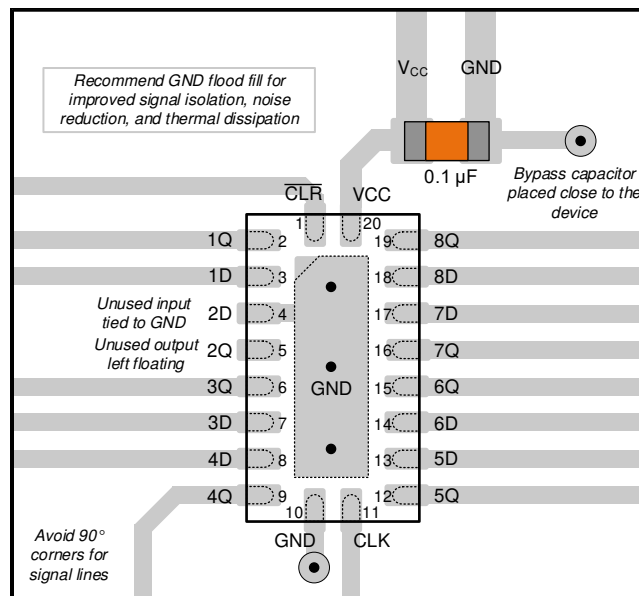 Recommend GND flood fill for
improved signal isolation, noise
reduction, and thermal dissipation
VCC GND
0.1 µF
Bypass capacitor
placed close to the
device
CLR VCC
1 20
1Q 2 19 8Q
1D 3 18 8D
Unused input
tied to GND
2D 4 17 7D
Unused output
left floating
2Q 5 16 7Q
3Q 6 GND 15 6Q
3D 7 14 6D
4D 8 13 5D
4Q 9 12 5Q
10 11
GND CLK
Avoid 90°
corners for
signal lines